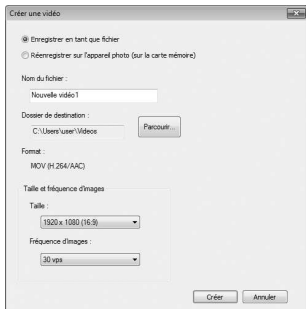 Créer une vidéo
Enregistrer en tant que fichier
Réenregistrer sur l'appareil photo (sur la carte mémoire)
Nom du fichier :
Nouvelle vidéo1
Dossier de destination :
C:\Users\user\Videos
Parcourir...
Format :
MOV (H.264/AAC)
Taille et fréquence d'images
Taille :
1920 x 1080 (16:9)
Fréquence d'images :
30 vps
Créer
Annuler